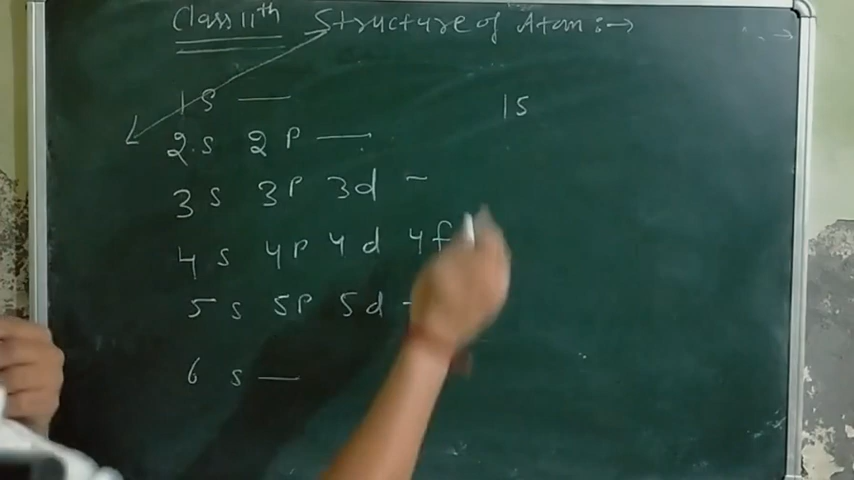 Class 11th Structure of Atom :→
1s — 1s
2s 2p —
3s 3p 3d -
4s 4p 4d 4f
5s 5p 5d -
6 s —